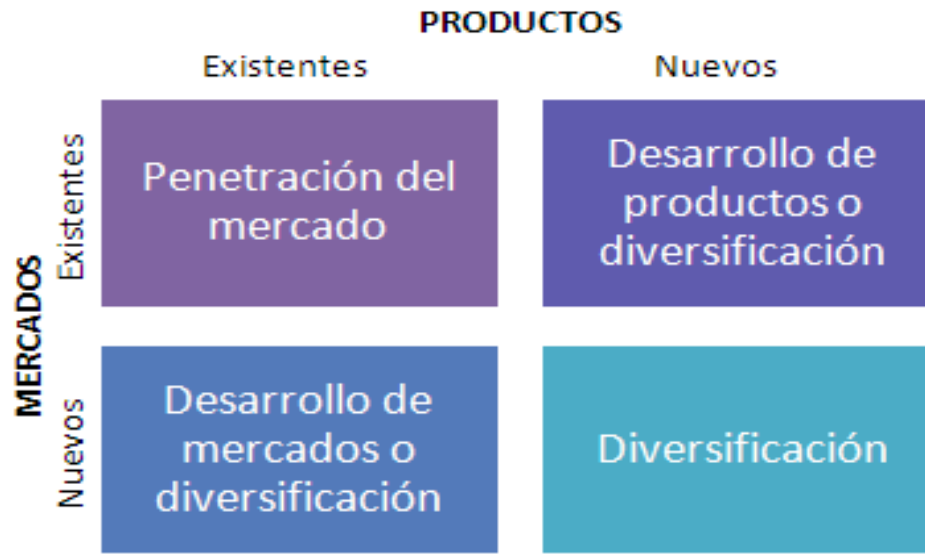 PRODUCTOS
Existentes
Nuevos
MERCADOS
Existentes
Penetración del
mercado
Desarrollo de
productos o
diversificación
Nuevos
Desarrollo de
mercados o
diversificación
Diversificación